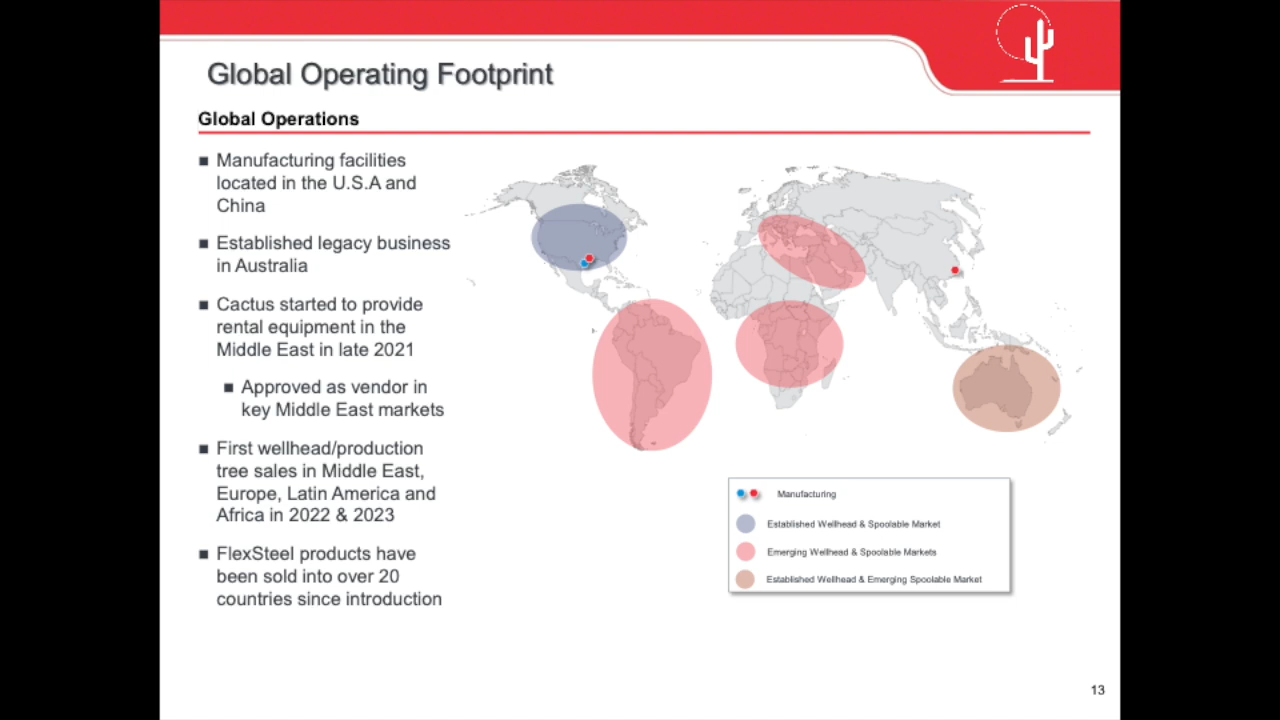 Global Operating Footprint
Global Operations
Manufacturing facilities
located in the U.S.A and
China
Established legacy business
in Australia
Cactus started to provide
rental equipment in the
Middle East in late 2021
Approved as vendor in
key Middle East markets
First wellhead/production
tree sales in Middle East,
Europe, Latin America and
Africa in 2022 & 2023
FlexSteel products have
been sold into over 20
countries since introduction
Manufacturing
Established Wellhead & Spoolable Market
Emerging Wellhead & Spoolable Markets
Established Wellhead & Emerging Spoolable Market
13